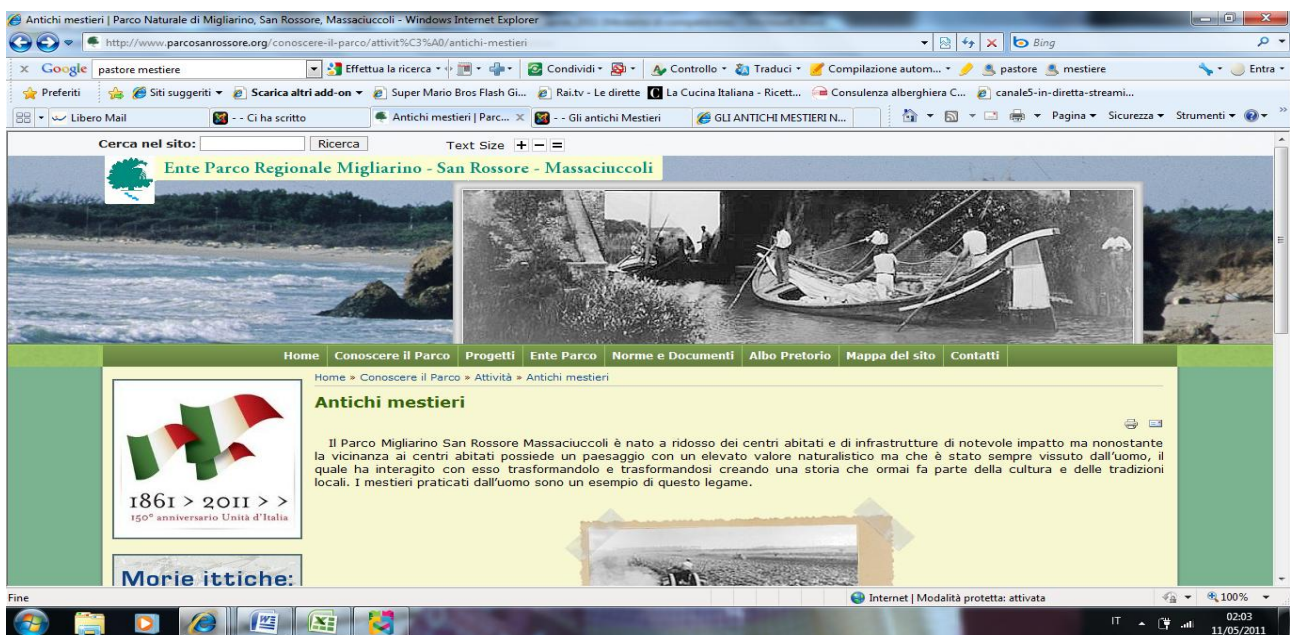 Antichi mestieri | Parco Naturale di Migliarino, San Rossore, Massaciuccoli - Windows Internet Explorer
http://www.parcosanrossore.org/conoscere-il-parco/attivit%C3%A0/antichi-mestieri
Bing
Google
pastore mestiere
Effettua la ricerca
Condividi
Controllo
Traduci
Compilazione autom...
pastore
mestiere
Entra
Preferiti
Siti suggeriti
Scarica altri add-on
Super Mario Bros Flash Gi...
Rai.tv - Le dirette
La Cucina Italiana - Ricett...
Consulenza alberghiera C...
canale5-in-diretta-streami...
Libero Mail
- - Ci ha scritto
Antichi mestieri | Parc...
- - Gli antichi Mestieri
GLI ANTICHI MESTIERI N...
Pagina
Sicurezza
Strumenti
Cerca nel sito:
Ricerca
Text Size + - =
Ente Parco Regionale Migliarino - San Rossore - Massaciuccoli
Home Conoscere il Parco Progetti Ente Parco Norme e Documenti Albo Pretorio Mappa del sito Contatti
Home » Conoscere il Parco » Attività » Antichi mestieri
Antichi mestieri
Il Parco Migliarino San Rossore Massaciuccoli è nato a ridosso dei centri abitati e di infrastrutture di notevole impatto ma nonostante
la vicinanza ai centri abitati possiede un paesaggio con un elevato valore naturalistico ma che è stato sempre vissuto dall'uomo, il
quale ha interagito con esso trasformandolo e trasformandosi creando una storia che ormai fa parte della cultura e delle tradizioni
locali. I mestieri praticati dall'uomo sono un esempio di questo legame.
1861 > 2011 > >
150° anniversario Unità d'Italia
Morie ittiche:
Fine
Internet | Modalità protetta: attivata
100%
IT
02:03
11/05/2011